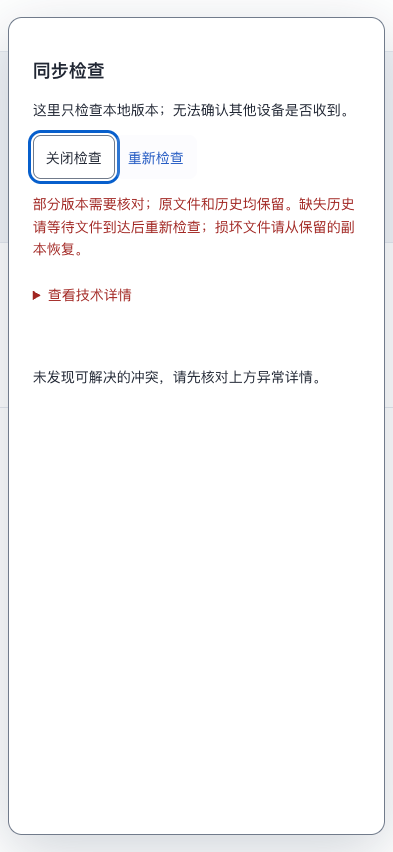 同步检查
这里只检查本地版本；无法确认其他设备是否收到。
关闭检查 重新检查
部分版本需要核对；原文件和历史均保留。缺失历史
请等待文件到达后重新检查；损坏文件请从保留的副
本恢复。
查看技术详情
未发现可解决的冲突，请先核对上方异常详情。